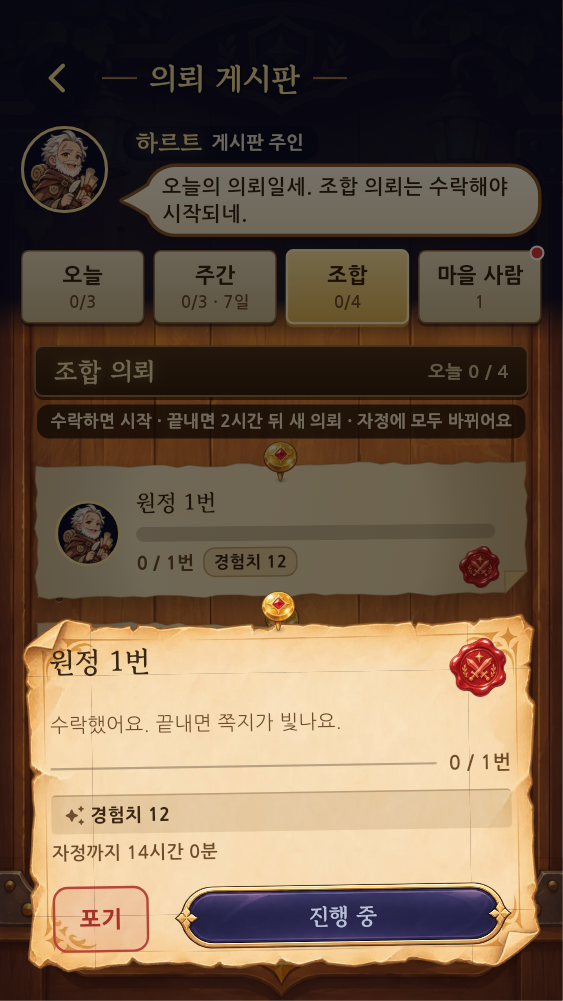 의뢰 게시판
하르트 게시판 주인
오늘의 의뢰일세. 조합 의뢰는 수락해야
시작되네.
오늘
0/3
주간
0/3 · 7일
조합
0/4
마을 사람
1
조합 의뢰
오늘 0 / 4
수락하면 시작 · 끝내면 2시간 뒤 새 의뢰 · 자정에 모두 바뀌어요
원정 1번
0 / 1번 경험치 12
원정 1번
수락했어요. 끝내면 쪽지가 빛나요.
0 / 1번
경험치 12
자정까지 14시간 0분
포기
진행 중